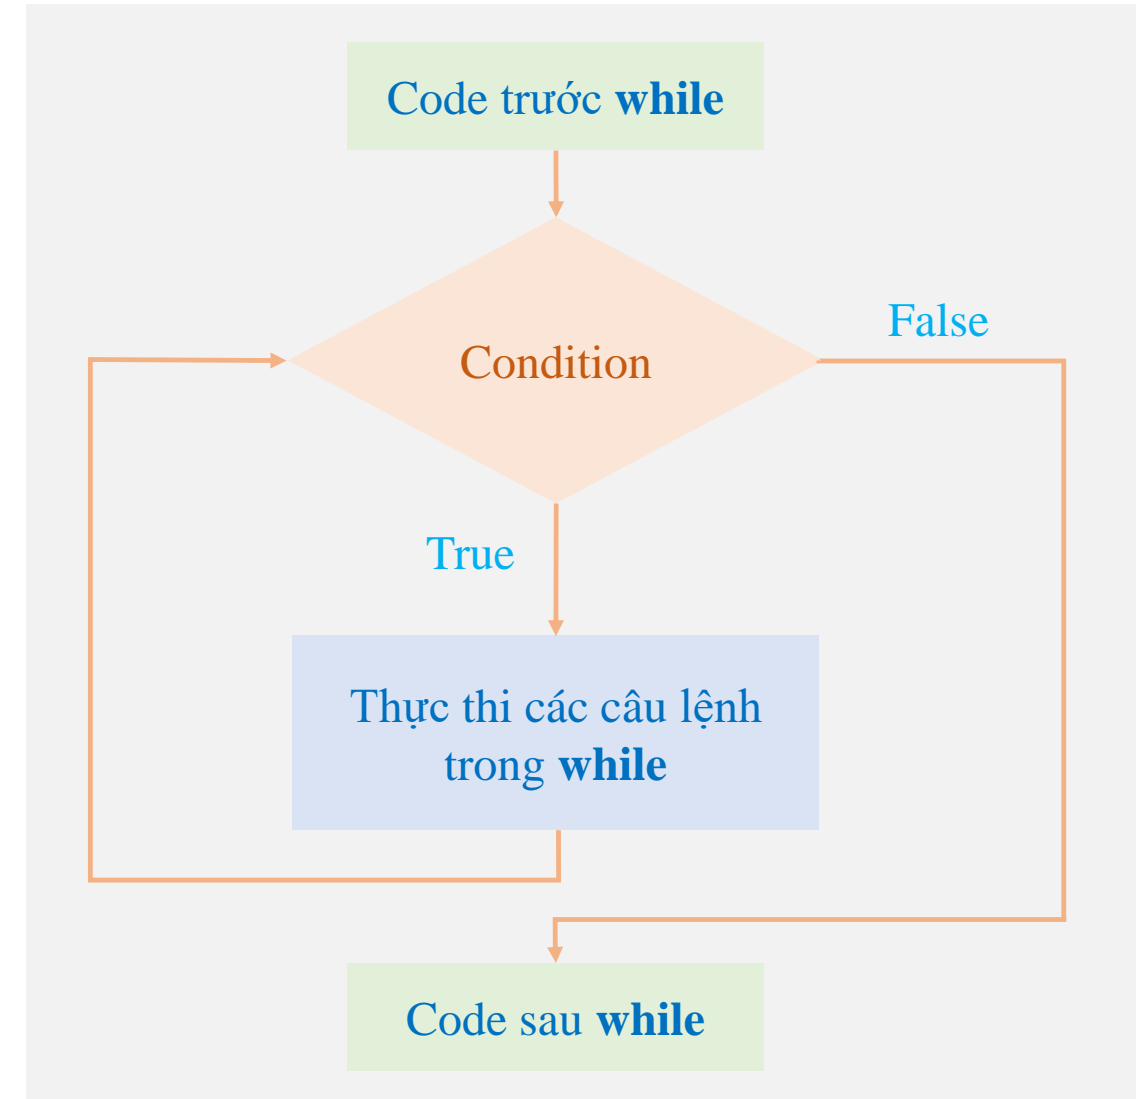 Code trước while
False
Condition
True
Thực thi các câu lệnh
trong while
Code sau while